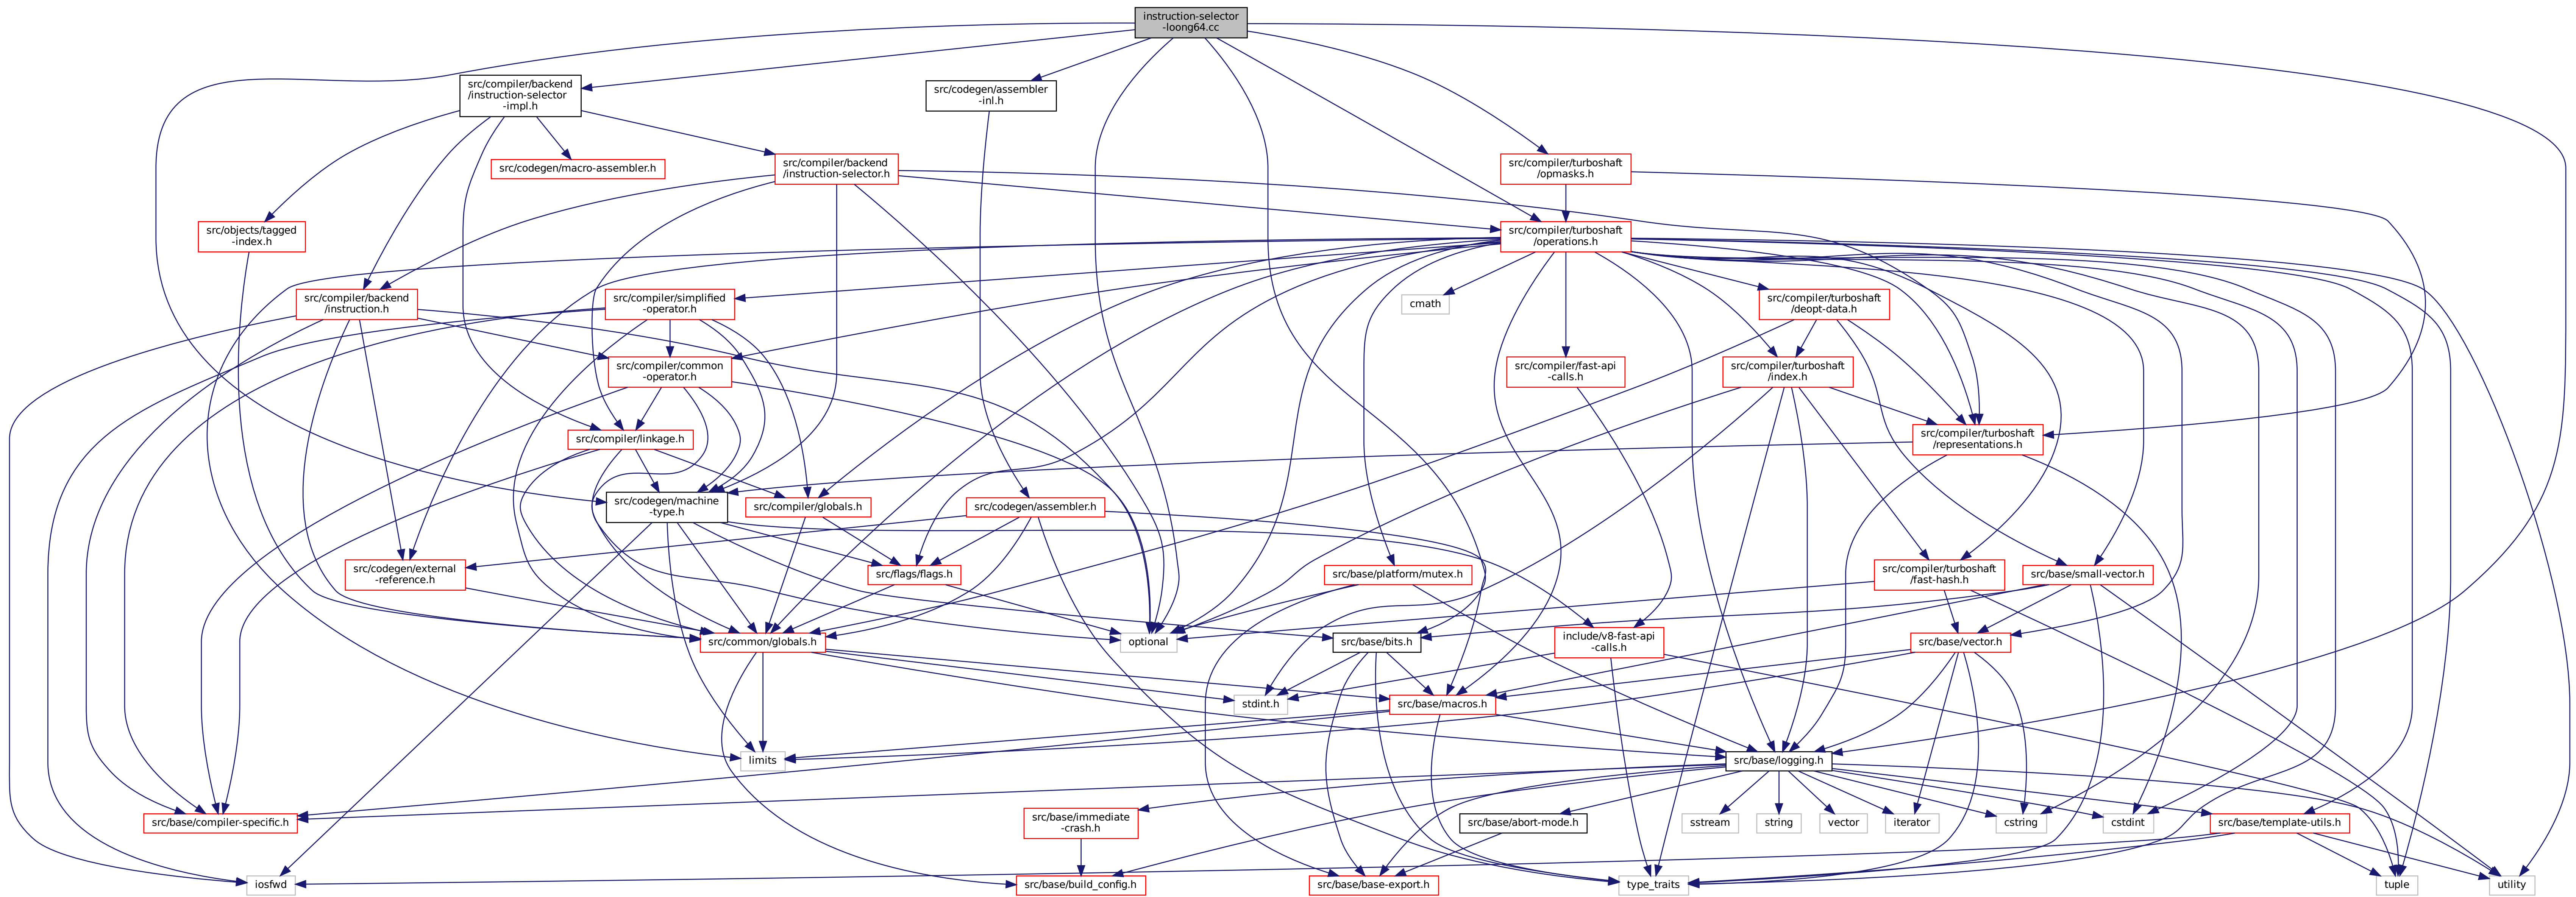 instruction-selector
-loong64.cc
src/compiler/backend
/instruction-selector
-impl.h
src/codegen/assembler
-inl.h
src/codegen/macro-assembler.h
src/compiler/backend
/instruction-selector.h
src/compiler/turboshaft
/opmasks.h
src/objects/tagged
-index.h
src/compiler/turboshaft
/operations.h
src/compiler/backend
/instruction.h
src/compiler/simplified
-operator.h
cmath
src/compiler/turboshaft
/deopt-data.h
src/compiler/common
-operator.h
src/compiler/fast-api
-calls.h
src/compiler/turboshaft
/index.h
src/compiler/linkage.h
src/compiler/turboshaft
/representations.h
src/codegen/machine
-type.h
src/compiler/globals.h
src/codegen/assembler.h
src/codegen/external
-reference.h
src/flags/flags.h
src/base/platform/mutex.h
src/compiler/turboshaft
/fast-hash.h
src/base/small-vector.h
src/common/globals.h
optional
src/base/bits.h
include/v8-fast-api
-calls.h
src/base/vector.h
stdint.h
src/base/macros.h
limits
src/base/logging.h
src/base/compiler-specific.h
src/base/immediate
-crash.h
src/base/abort-mode.h
sstream
string
vector
iterator
cstring
cstdint
src/base/template-utils.h
iosfwd
src/base/build_config.h
src/base/base-export.h
type_traits
tuple
utility